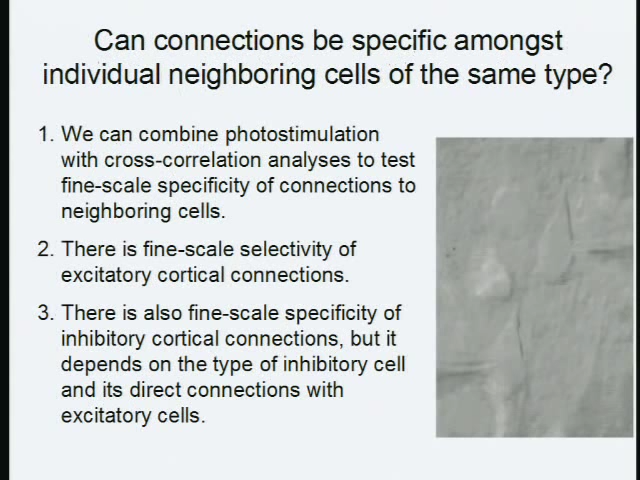 Can connections be specific amongst
individual neighboring cells of the same type?
1. We can combine photostimulation
with cross-correlation analyses to test
fine-scale specificity of connections to
neighboring cells.
2. There is fine-scale selectivity of
excitatory cortical connections.
3. There is also fine-scale specificity of
inhibitory cortical connections, but it
depends on the type of inhibitory cell
and its direct connections with
excitatory cells.